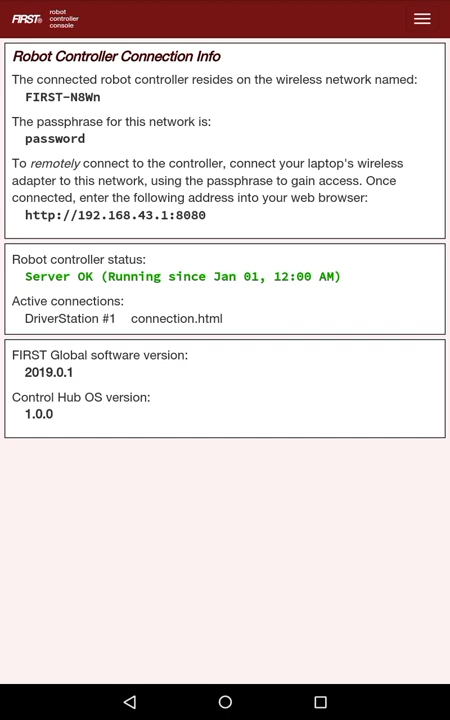 FIRST®
robot
controller
console
Robot Controller Connection Info
The connected robot controller resides on the wireless network named:
FIRST-N8Wn
The passphrase for this network is:
password
To remotely connect to the controller, connect your laptop's wireless
adapter to this network, using the passphrase to gain access. Once
connected, enter the following address into your web browser:
http://192.168.43.1:8080
Robot controller status:
Server OK (Running since Jan 01, 12:00 AM)
Active connections:
DriverStation #1 connection.html
FIRST Global software version:
2019.0.1
Control Hub OS version:
1.0.0